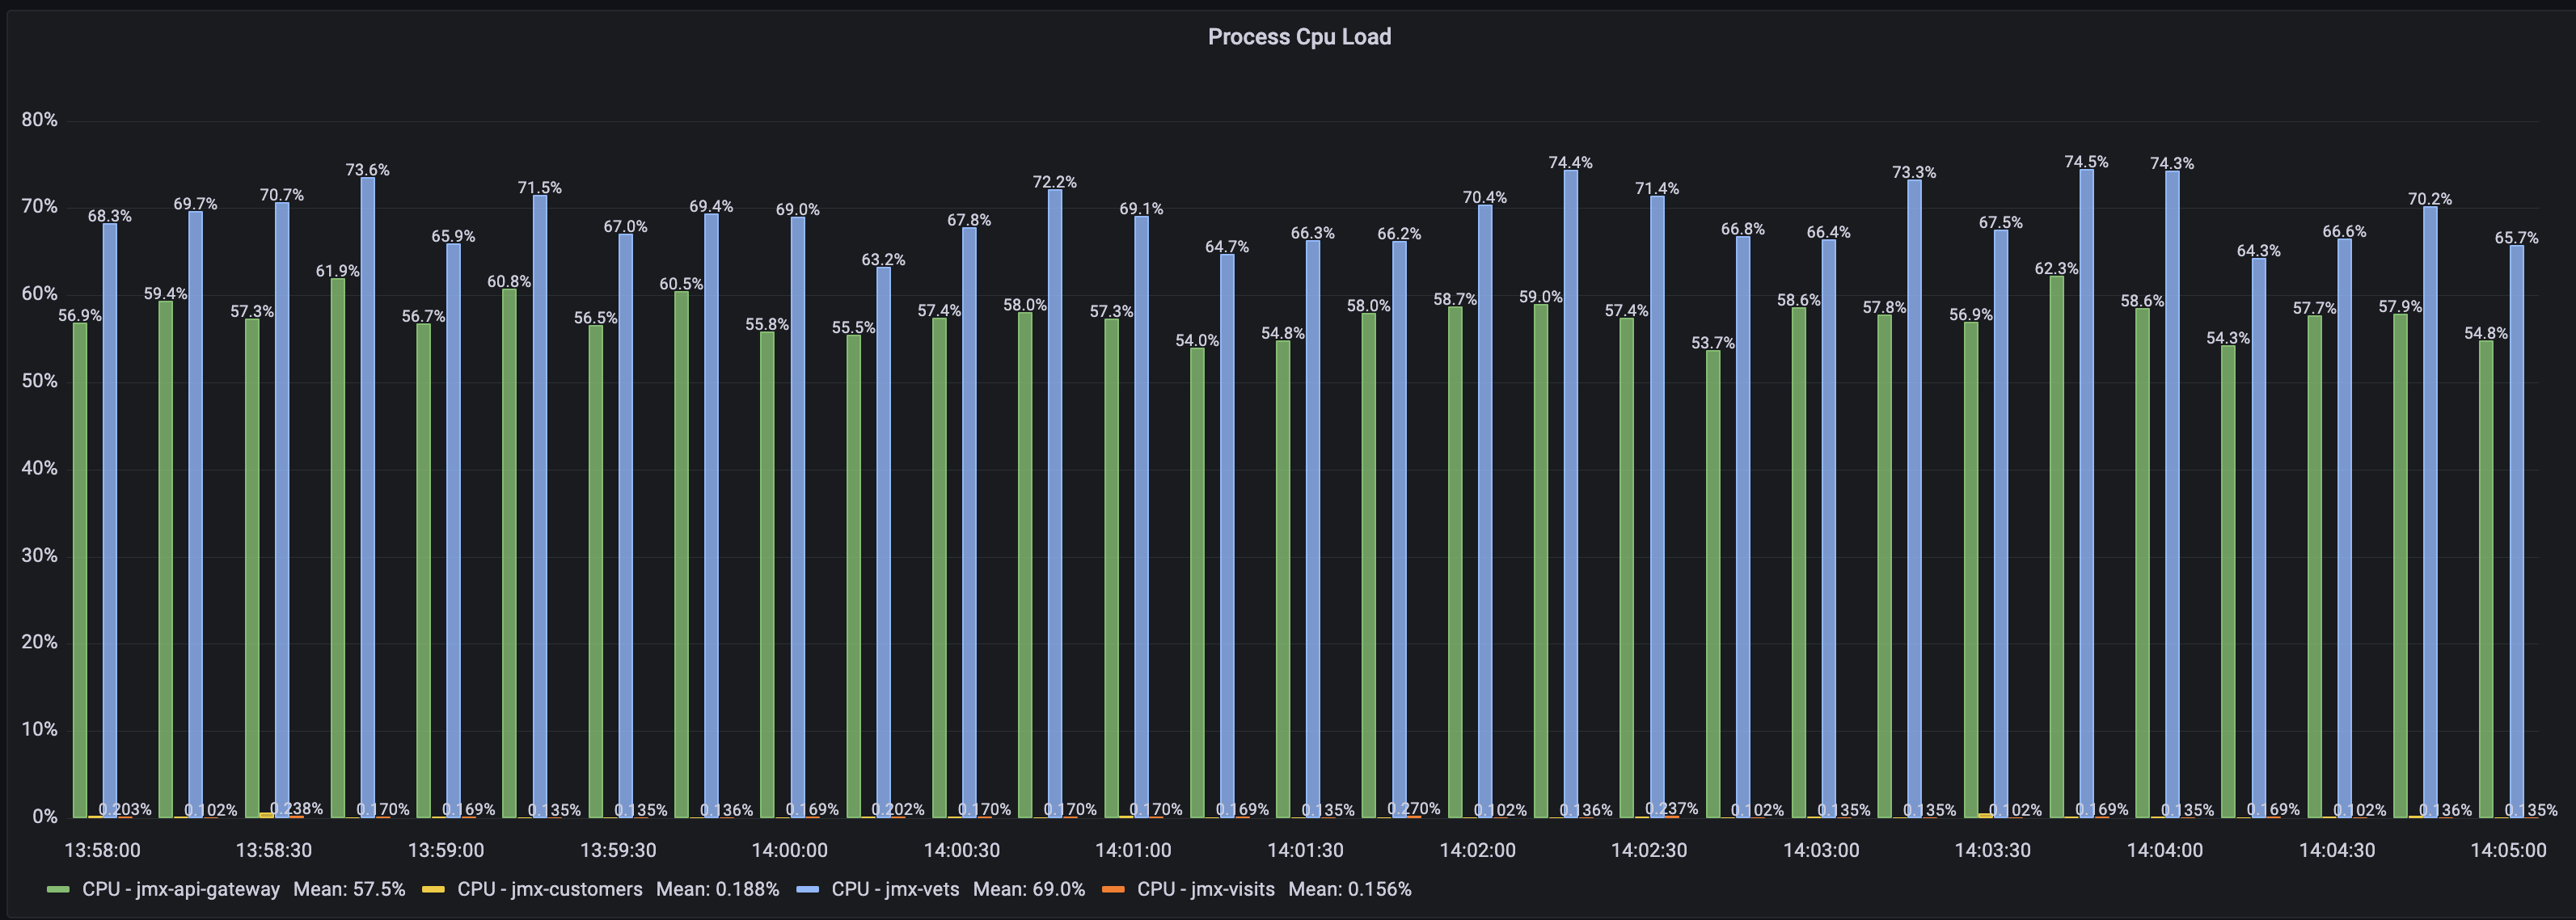 Process Cpu Load
80%
70%
60%
50%
40%
30%
20%
10%
0%
56.9% 68.3% 59.4% 69.7% 57.3% 70.7% 61.9% 73.6% 56.7% 65.9% 60.8% 71.5% 56.5% 67.0% 60.5% 69.4% 55.8% 69.0% 55.5% 63.2% 57.4% 67.8% 58.0% 72.2% 57.3% 69.1% 54.0% 64.7% 54.8% 66.3% 58.0% 66.2% 58.7% 70.4% 59.0% 74.4% 57.4% 71.4% 53.7% 66.8% 58.6% 66.4% 57.8% 73.3% 56.9% 67.5% 62.3% 74.5% 58.6% 74.3% 54.3% 64.3% 57.7% 66.6% 57.9% 70.2% 54.8% 65.7%
0.203% 0.102% 0.238% 0.170% 0.169% 0.135% 0.135% 0.136% 0.169% 0.202% 0.170% 0.170% 0.170% 0.169% 0.135% 0.270% 0.102% 0.136% 0.237% 0.102% 0.135% 0.135% 0.102% 0.169% 0.135% 0.169% 0.102% 0.136% 0.135%
13:58:00 13:58:30 13:59:00 13:59:30 14:00:00 14:00:30 14:01:00 14:01:30 14:02:00 14:02:30 14:03:00 14:03:30 14:04:00 14:04:30 14:05:00
CPU - jmx-api-gateway Mean: 57.5% CPU - jmx-customers Mean: 0.188% CPU - jmx-vets Mean: 69.0% CPU - jmx-visits Mean: 0.156%